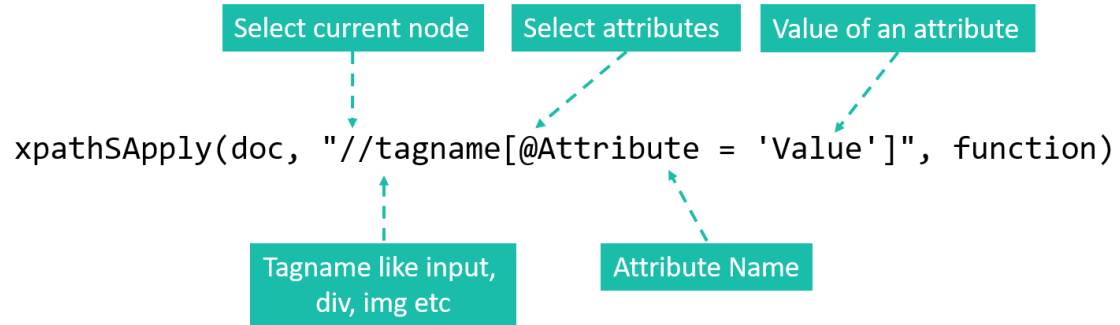 Select current node
Select attributes
Value of an attribute
xpathSApply(doc, "//tagname[@Attribute = 'Value']", function)
Tagname like input,
div, img etc
Attribute Name